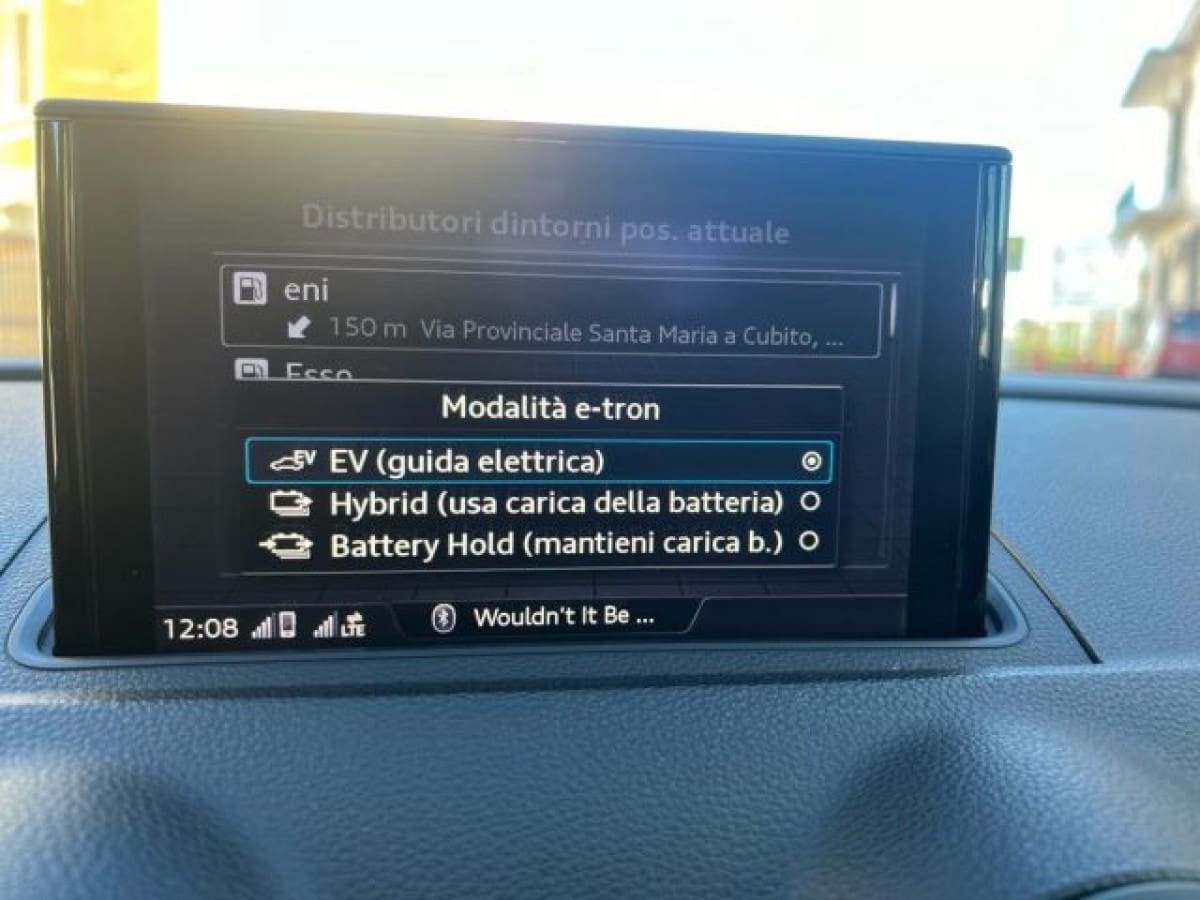 Distributori dintorni pos. attuale
eni
150 m Via Provinciale Santa Maria a Cubito, ...
Esso
Modalità e-tron
EV EV (guida elettrica)
Hybrid (usa carica della batteria)
Battery Hold (mantieni carica b.)
12:08 LTE Wouldn't It Be ...